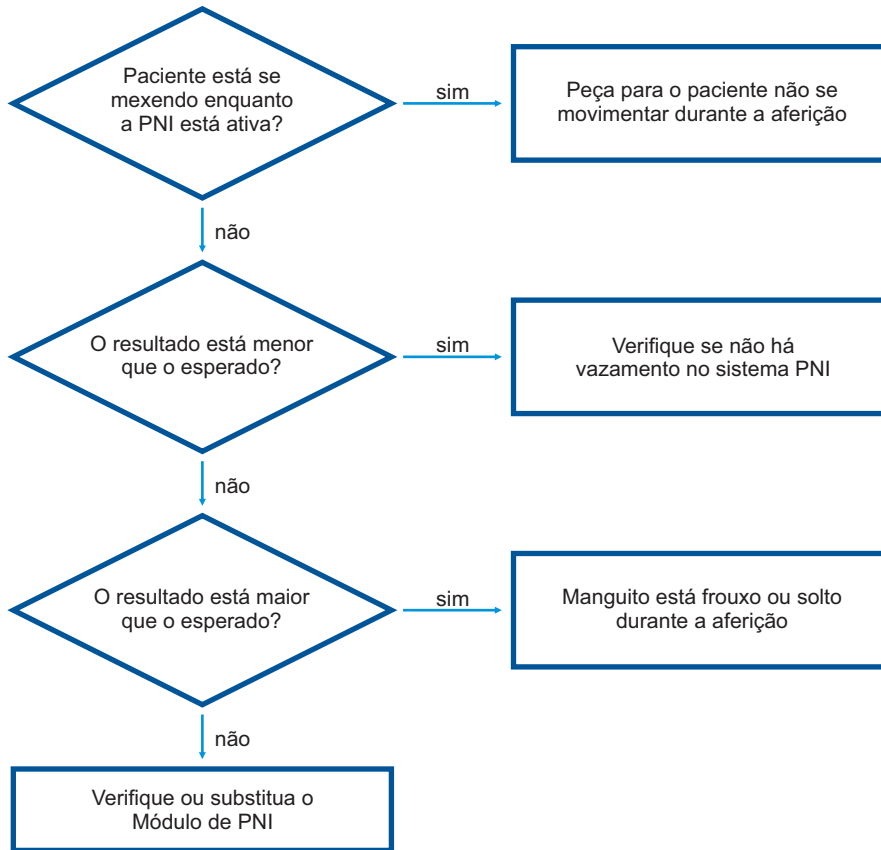 Paciente está se
mexendo enquanto
a PNI está ativa?
sim
Peça para o paciente não se
movimentar durante a aferição
não
O resultado está menor
que o esperado?
sim
Verifique se não há
vazamento no sistema PNI
não
O resultado está maior
que o esperado?
sim
Manguito está frouxo ou solto
durante a aferição
não
Verifique ou substitua o
Módulo de PNI